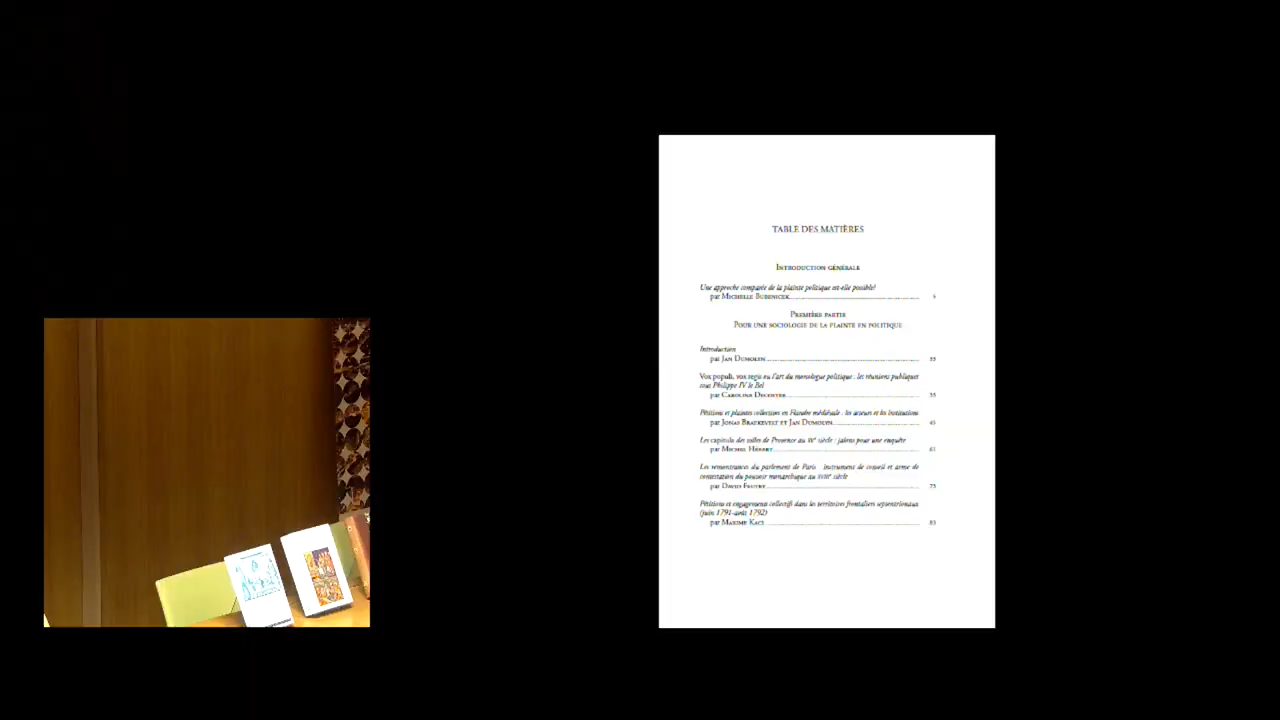 TABLE DES MATIÈRES
INTRODUCTION GÉNÉRALE
Une approche comparée de la plainte politique est-elle possible?
par MICHELLE BUBENICEK 5
PREMIÈRE PARTIE
POUR UNE SOCIOLOGIE DE LA PLAINTE EN POLITIQUE
Introduction
par JAN DUMOLYN
Vox populi, vox regis ou l'art du monologue politique : les réunions publiques
sous Philippe IV le Bel
par CAROLINE DECOSTER
Pétitions et plaintes collectives en Flandre médiévale : les acteurs et les institutions
par JONAS BRAEKEVELT ET JAN DUMOLYN
Les capitols des villes de Provence au XVe siècle : jalons pour une enquête
par MICHEL HÉBERT
Les remontrances du parlement de Paris instrument de conseil et arme de
contestation du pouvoir monarchique au XVIIIe siècle
par DAVID FEUTRY
Pétitions et engagements collectifs dans les territoires frontaliers septentrionaux
(juin 1791-août 1792)
par MAXIME KACI